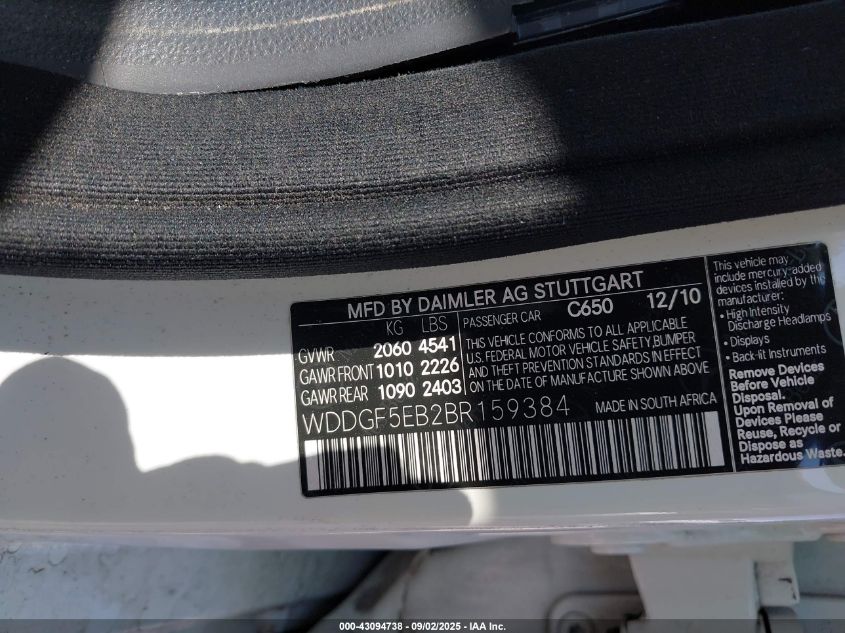 MFD BY DAIMLER AG STUTTGART
KG LBS
GVWR 2060 4541
GAWR FRONT 1010 2226
GAWR REAR 1090 2403
PASSENGER CAR C650 12/10
THIS VEHICLE CONFORMS TO ALL APPLICABLE
U.S. FEDERAL MOTOR VEHICLE SAFETY,BUMPER
AND THEFT PREVENTION STANDARDS IN EFFECT
ON THE DATE OF MANUFACTURE SHOWN ABOVE
WDDGF5EB2BR159384 MADE IN SOUTH AFRICA
This vehicle may
include mercury-added
devices installed by the
manufacturer:
• High Intensity
Discharge Headlamps
• Displays
• Back-lit Instruments
Remove Devices
Before Vehicle
Disposal.
Upon Removal of
Devices Please
Reuse, Recycle or
Dispose as
Hazardous Waste.
000-43094738 - 09/02/2025 - IAA Inc.